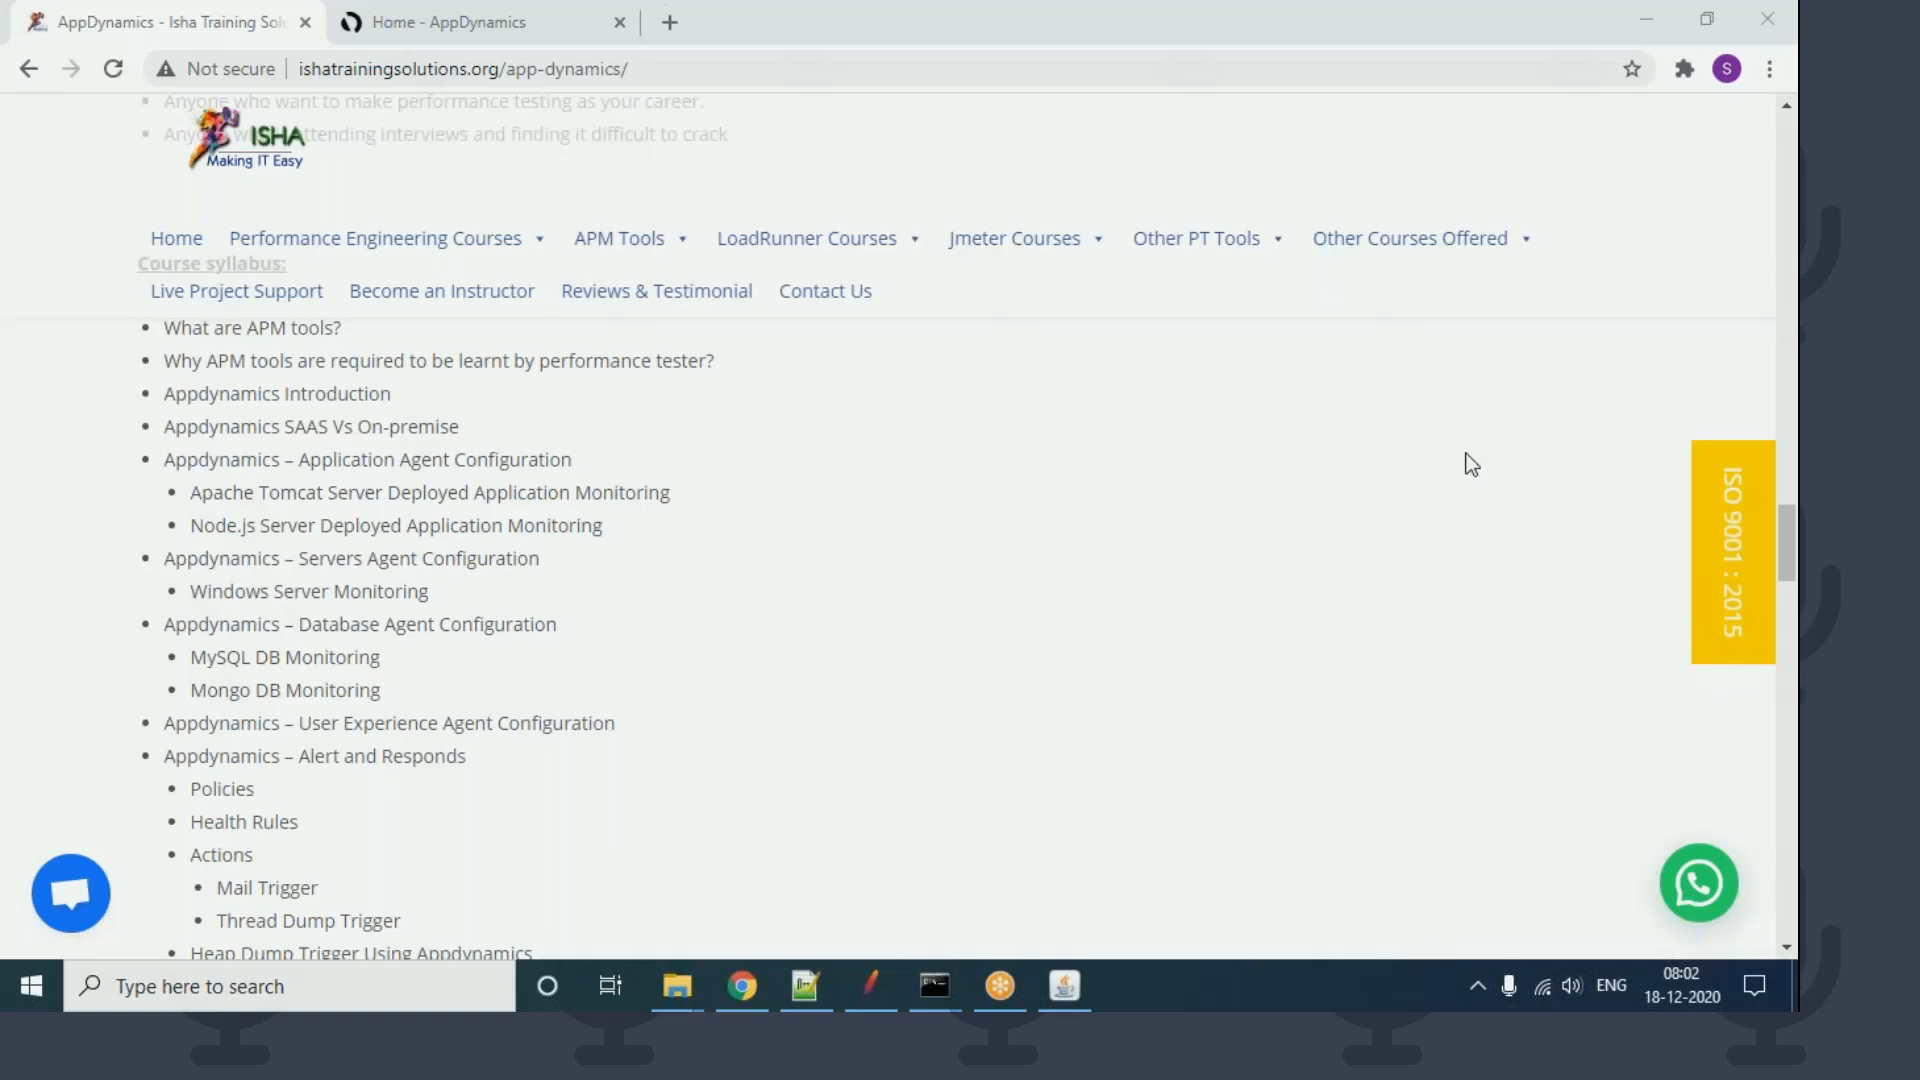 AppDynamics - Isha Training Sol
Home - AppDynamics
Not secure
ishatrainingsolutions.org/app-dynamics/
S
Anyone who want to make performance testing as your career.
attending interviews and finding it difficult to crack
ISHA
Making IT Easy
Home
Performance Engineering Courses
APM Tools
LoadRunner Courses
Jmeter Courses
Other PT Tools
Other Courses Offered
Course syllabus:
Live Project Support
Become an Instructor
Reviews & Testimonial
Contact Us
What are APM tools?
Why APM tools are required to be learnt by performance tester?
Appdynamics Introduction
Appdynamics SAAS Vs On-premise
Appdynamics – Application Agent Configuration
Apache Tomcat Server Deployed Application Monitoring
Node.js Server Deployed Application Monitoring
Appdynamics – Servers Agent Configuration
Windows Server Monitoring
Appdynamics – Database Agent Configuration
MySQL DB Monitoring
Mongo DB Monitoring
Appdynamics – User Experience Agent Configuration
Appdynamics – Alert and Responds
Policies
Health Rules
Actions
Mail Trigger
Thread Dump Trigger
Heap Dump Trigger Using Appdynamics
ISO 9001 : 2015
Type here to search
ENG
08:02
18-12-2020